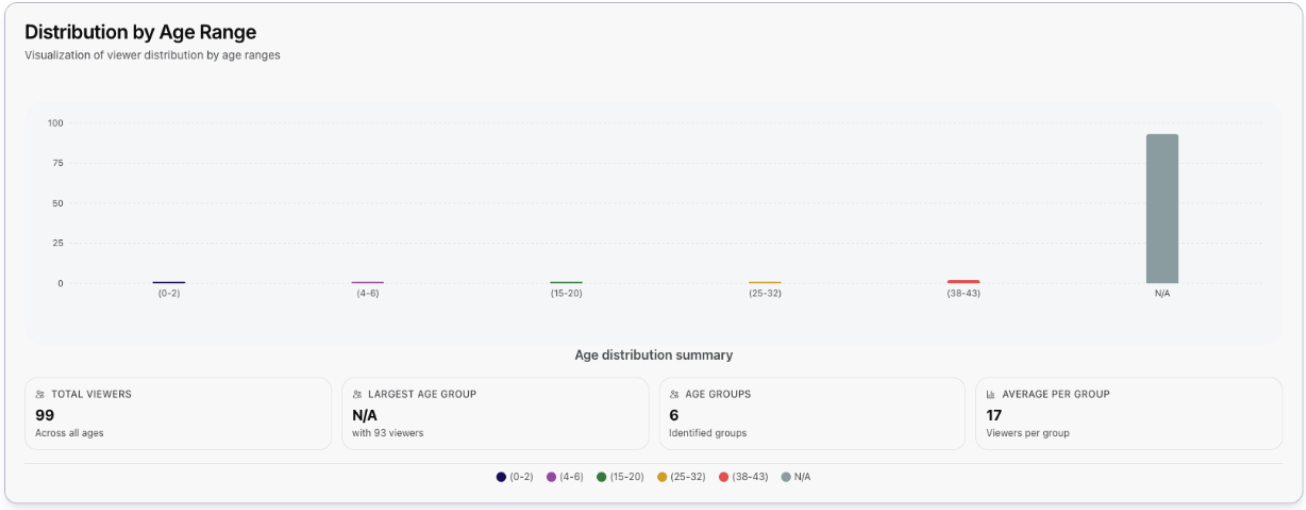 Distribution by Age Range
Visualization of viewer distribution by age ranges
100
75
50
25
0
(0-2) (4-6) (15-20) (25-32) (38-43) N/A
Age distribution summary
TOTAL VIEWERS
99
Across all ages
LARGEST AGE GROUP
N/A
with 93 viewers
AGE GROUPS
6
Identified groups
AVERAGE PER GROUP
17
Viewers per group
(0-2) (4-6) (15-20) (25-32) (38-43) N/A